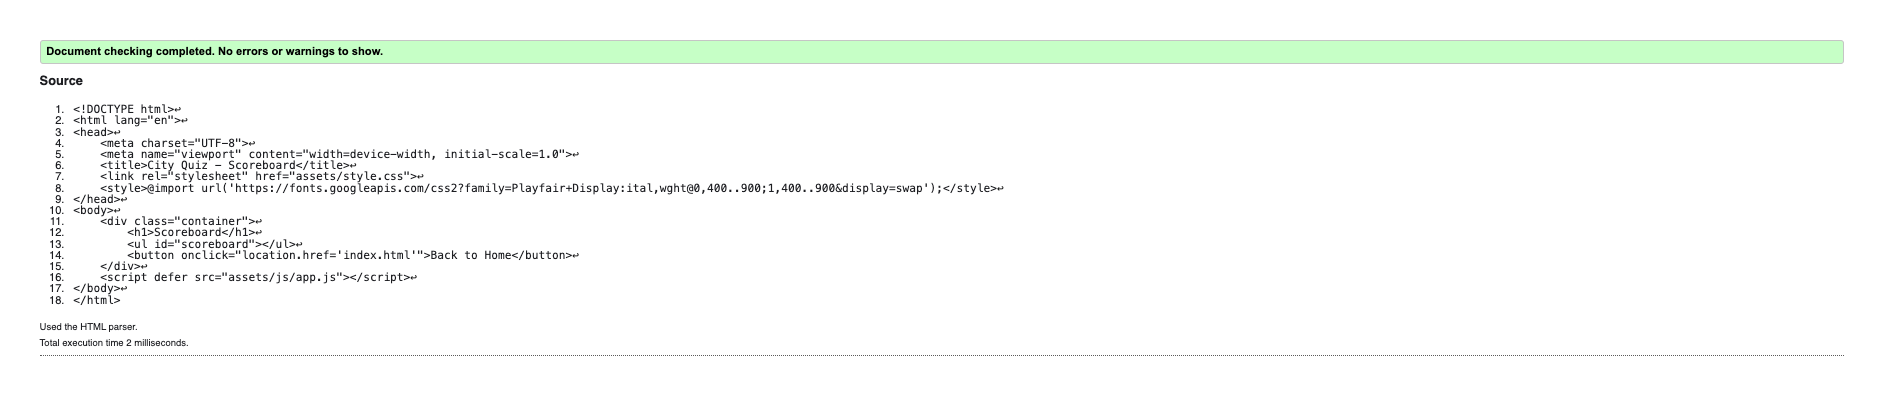 Document checking completed. No errors or warnings to show.
Source
1. <!DOCTYPE html>↩
2. <html lang="en">↩
3. <head>↩
4.     <meta charset="UTF-8">↩
5.     <meta name="viewport" content="width=device-width, initial-scale=1.0">↩
6.     <title>City Quiz - Scoreboard</title>↩
7.     <link rel="stylesheet" href="assets/style.css">↩
8.     <style>@import url('https://fonts.googleapis.com/css2?family=Playfair+Display:ital,wght@0,400..900;1,400..900&display=swap');</style>↩
9. </head>↩
10. <body>↩
11.     <div class="container">↩
12.         <h1>Scoreboard</h1>↩
13.         <ul id="scoreboard"></ul>↩
14.         <button onclick="location.href='index.html'">Back to Home</button>↩
15.     </div>↩
16.     <script defer src="assets/js/app.js"></script>↩
17. </body>↩
18. </html>
Used the HTML parser.
Total execution time 2 milliseconds.